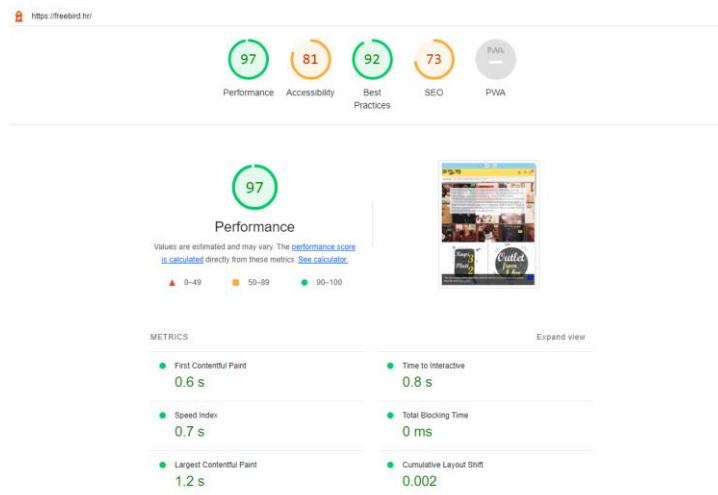 https://freebird.hr/
97
81
92
73
Performance
Accessibility
Best
Practices
SEO
PWA
97
Performance
Values are estimated and may vary. The performance score
is calculated directly from these metrics. See calculator.
0–49
50–89
90–100
Outlet
METRICS
Expand view
First Contentful Paint
0.6 s
Time to Interactive
0.8 s
Speed Index
0.7 s
Total Blocking Time
0 ms
Largest Contentful Paint
1.2 s
Cumulative Layout Shift
0.002